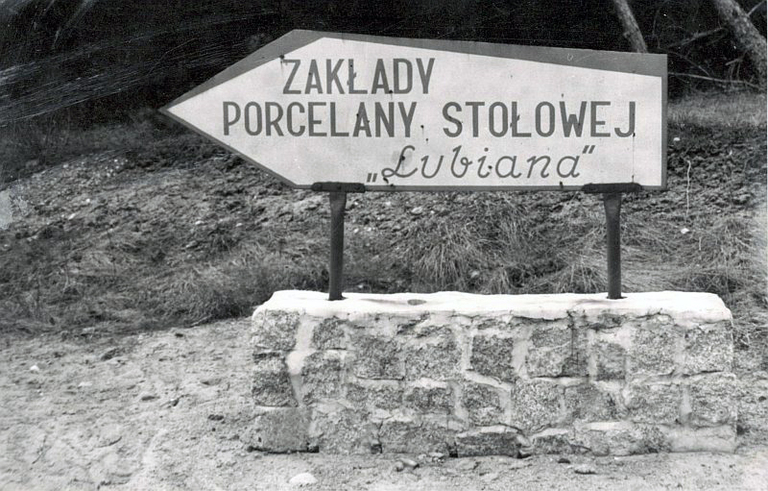 ZAKŁADY
PORCELANY STOŁOWEJ
„Lubiana”